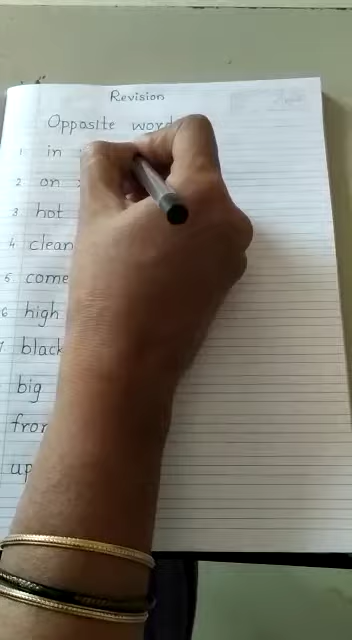 Revision
Opposite word
1 in
2 on
3 hot
4 clean
5 come
6 high
7 black
big
up